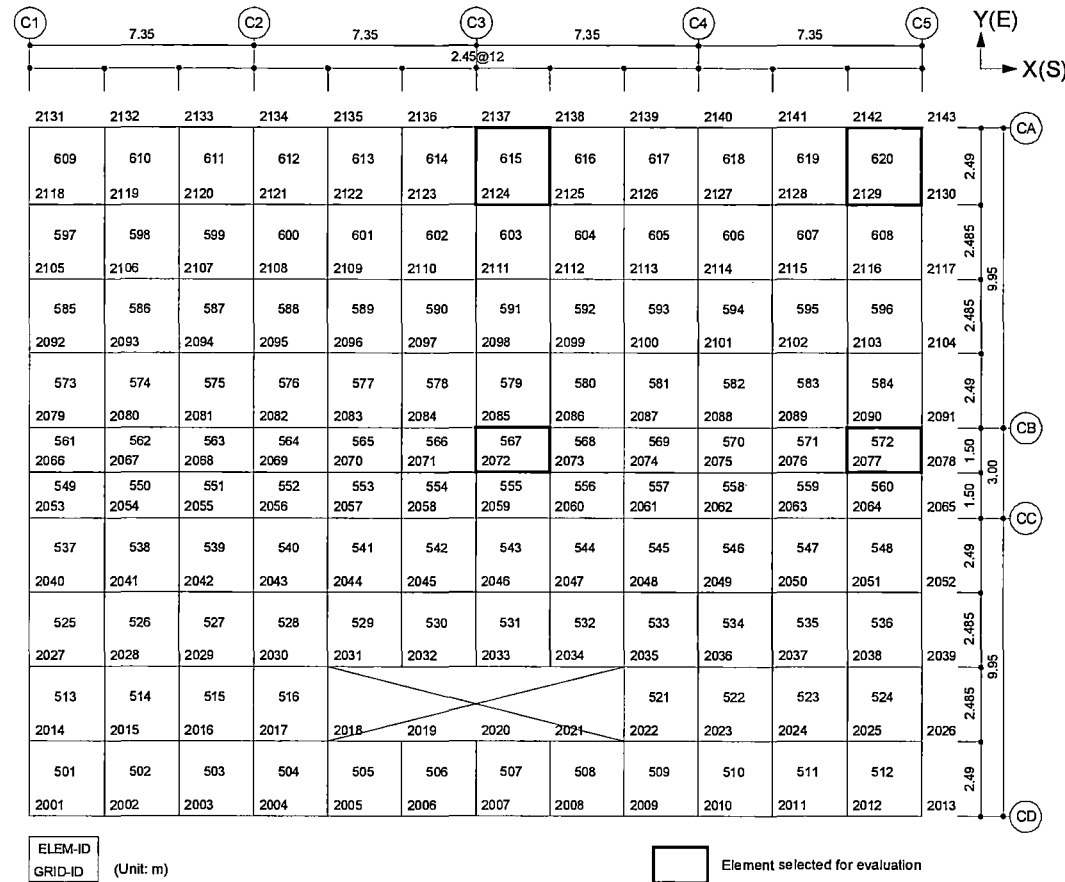 C1 C2 C3 C4 C5 Y(E)
7.35 7.35 7.35 7.35
2.45@12 X(S)
2131 2132 2133 2134 2135 2136 2137 2138 2139 2140 2141 2142 2143 CA
609 610 611 612 613 614 615 616 617 618 619 620 2.49
2118 2119 2120 2121 2122 2123 2124 2125 2126 2127 2128 2129 2130
597 598 599 600 601 602 603 604 605 606 607 608 2.485
2105 2106 2107 2108 2109 2110 2111 2112 2113 2114 2115 2116 2117 9.95
585 586 587 588 589 590 591 592 593 594 595 596 2.485
2092 2093 2094 2095 2096 2097 2098 2099 2100 2101 2102 2103 2104
573 574 575 576 577 578 579 580 581 582 583 584 2.49
2079 2080 2081 2082 2083 2084 2085 2086 2087 2088 2089 2090 2091 CB
561 562 563 564 565 566 567 568 569 570 571 572 1.50
2066 2067 2068 2069 2070 2071 2072 2073 2074 2075 2076 2077 2078 3.00
549 550 551 552 553 554 555 556 557 558 559 560 1.50
2053 2054 2055 2056 2057 2058 2059 2060 2061 2062 2063 2064 2065 CC
537 538 539 540 541 542 543 544 545 546 547 548 2.49
2040 2041 2042 2043 2044 2045 2046 2047 2048 2049 2050 2051 2052
525 526 527 528 529 530 531 532 533 534 535 536 2.485
2027 2028 2029 2030 2031 2032 2033 2034 2035 2036 2037 2038 2039 9.95
513 514 515 516 521 522 523 524 2.485
2014 2015 2016 2017 2018 2019 2020 2021 2022 2023 2024 2025 2026
501 502 503 504 505 506 507 508 509 510 511 512 2.49
2001 2002 2003 2004 2005 2006 2007 2008 2009 2010 2011 2012 2013 CD
ELEM-ID
GRID-ID (Unit: m) Element selected for evaluation